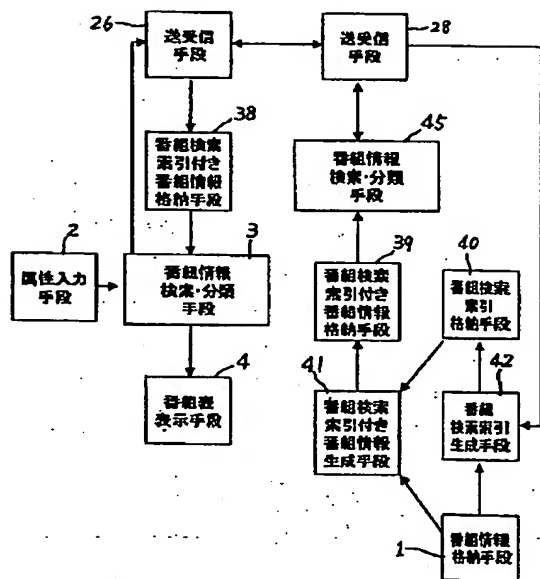 26
送受信
手段
28
送受信
手段
38
番組検索
索引付き
番組情報
格納手段
45
番組情報
検索・分類
手段
2
属性入力
手段
3
番組情報
検索・分類
手段
39
番組検索
索引付き
番組情報
格納手段
40
番組検索
索引
格納手段
4
番組表
表示手段
41
番組検索
索引付き
番組情報
生成手段
42
番組
検索索引
生成手段
1
番組情報
格納手段